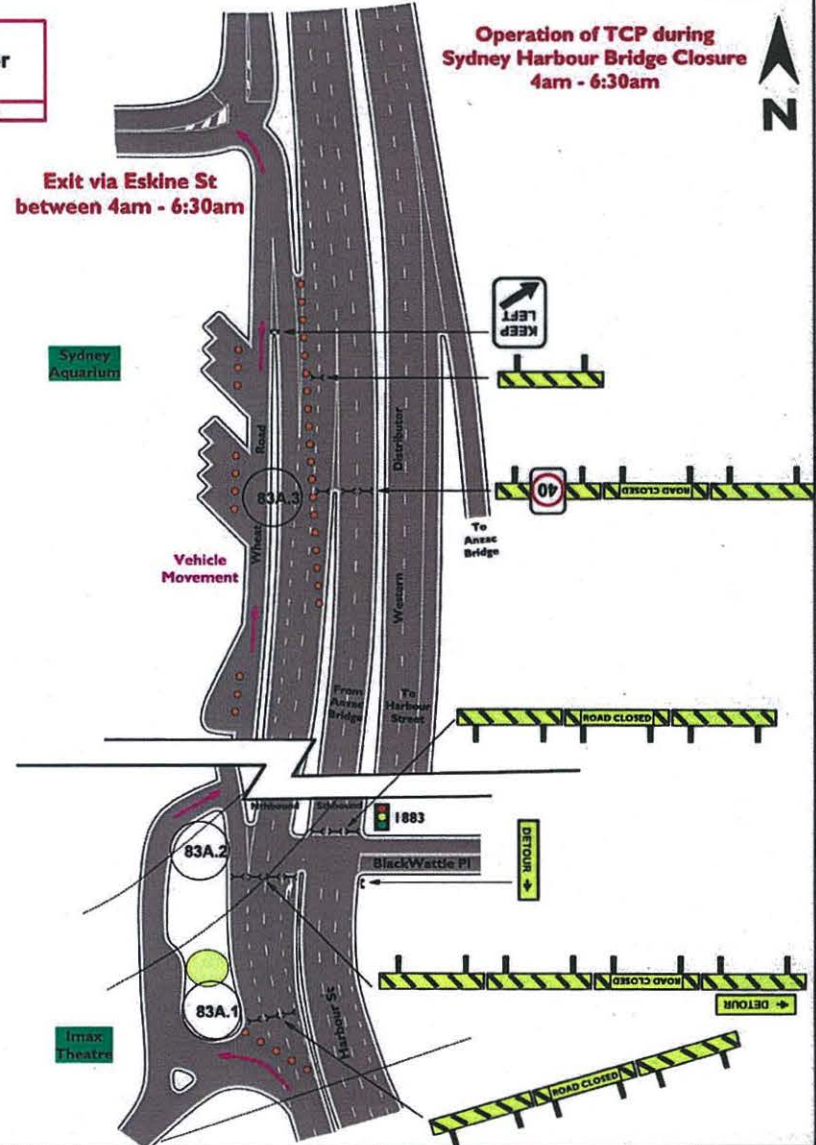 r
Operation of TCP during
Sydney Harbour Bridge Closure
4am - 6:30am
N
Exit via Eskine St
between 4am - 6:30am
KEEP
LEFT
Sydney
Aquarium
Road
Distributor
83A.3
40
ROAD CLOSED
To
Anzac
Bridge
Wheat
Vehicle
Movement
Western
From
Anzac
Bridge
To
Harbour
Street
ROAD CLOSED
Nthbound
Sthbound
1883
83A.2
BlackWattle Pl
DETOUR
ROAD CLOSED
DETOUR
83A.1
Harbour St
Imax
Theatre
ROAD CLOSED